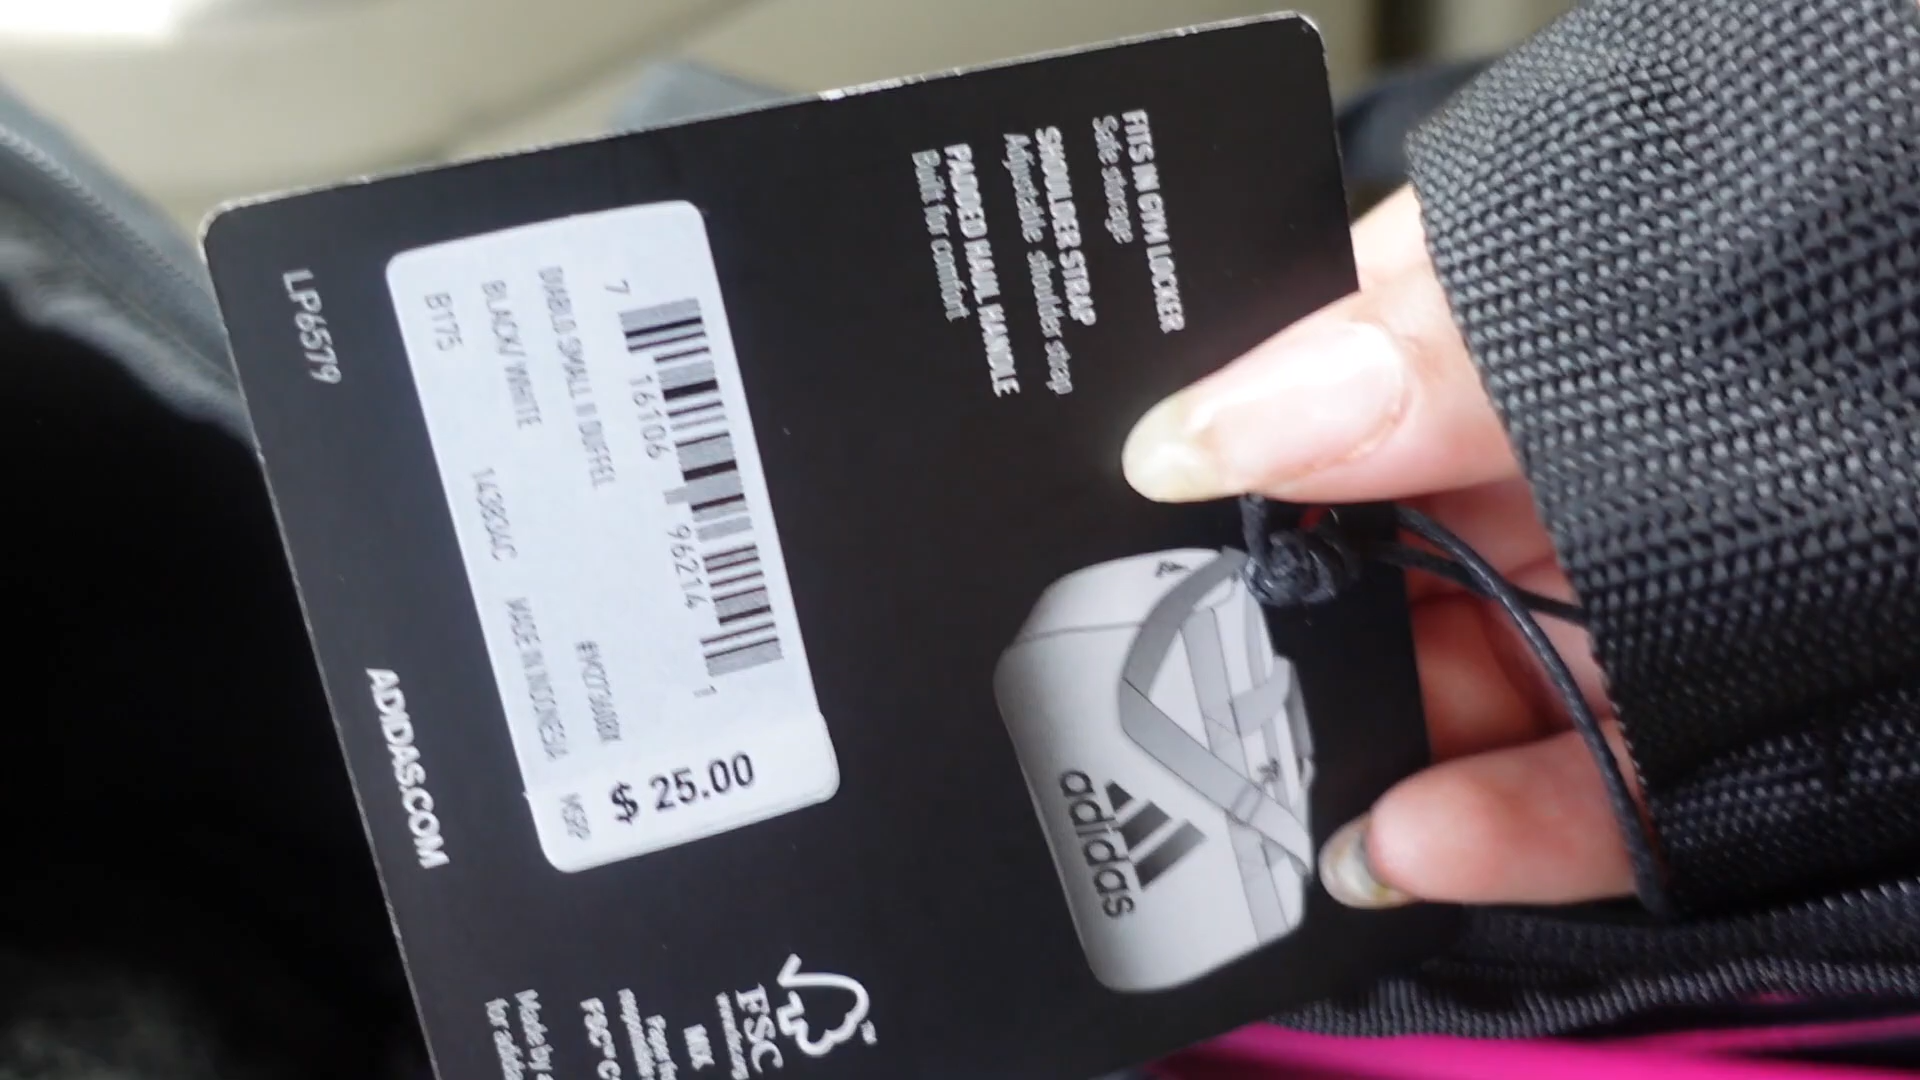 FITS IN GYM LOCKER
Safe storage
SHOULDER STRAP
Adjustable shoulder strap
PADDED HAUL HANDLE
Built for comfort
adidas
7 16106 96214 1
DIABLO SMALL II DUFFEL
BLACK/ WHITE
B175
MADE IN INDONESIA
MSRP
$ 25.00
LP6579
ADIDAS.COM
FSC
MIX
Made by